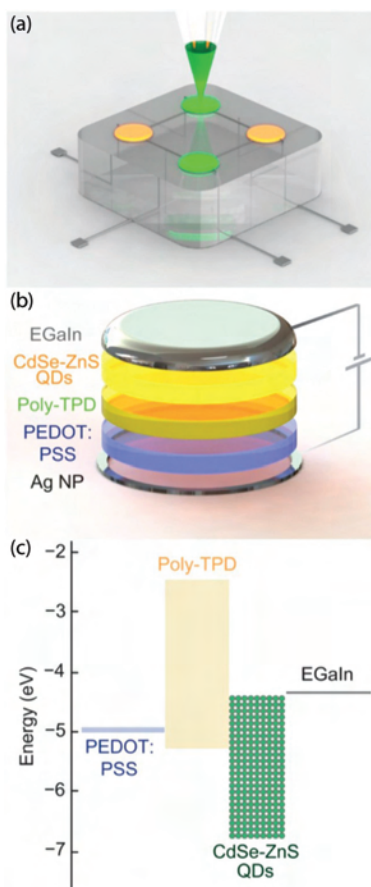 (a)
(b)
EGaIn
CdSe-ZnS
QDs
Poly-TPD
PEDOT:
PSS
Ag NP
(c)
−2
Poly-TPD
−3
−4
EGaIn
Energy (eV)
−5
PEDOT:
PSS
−6
−7
CdSe-ZnS
QDs